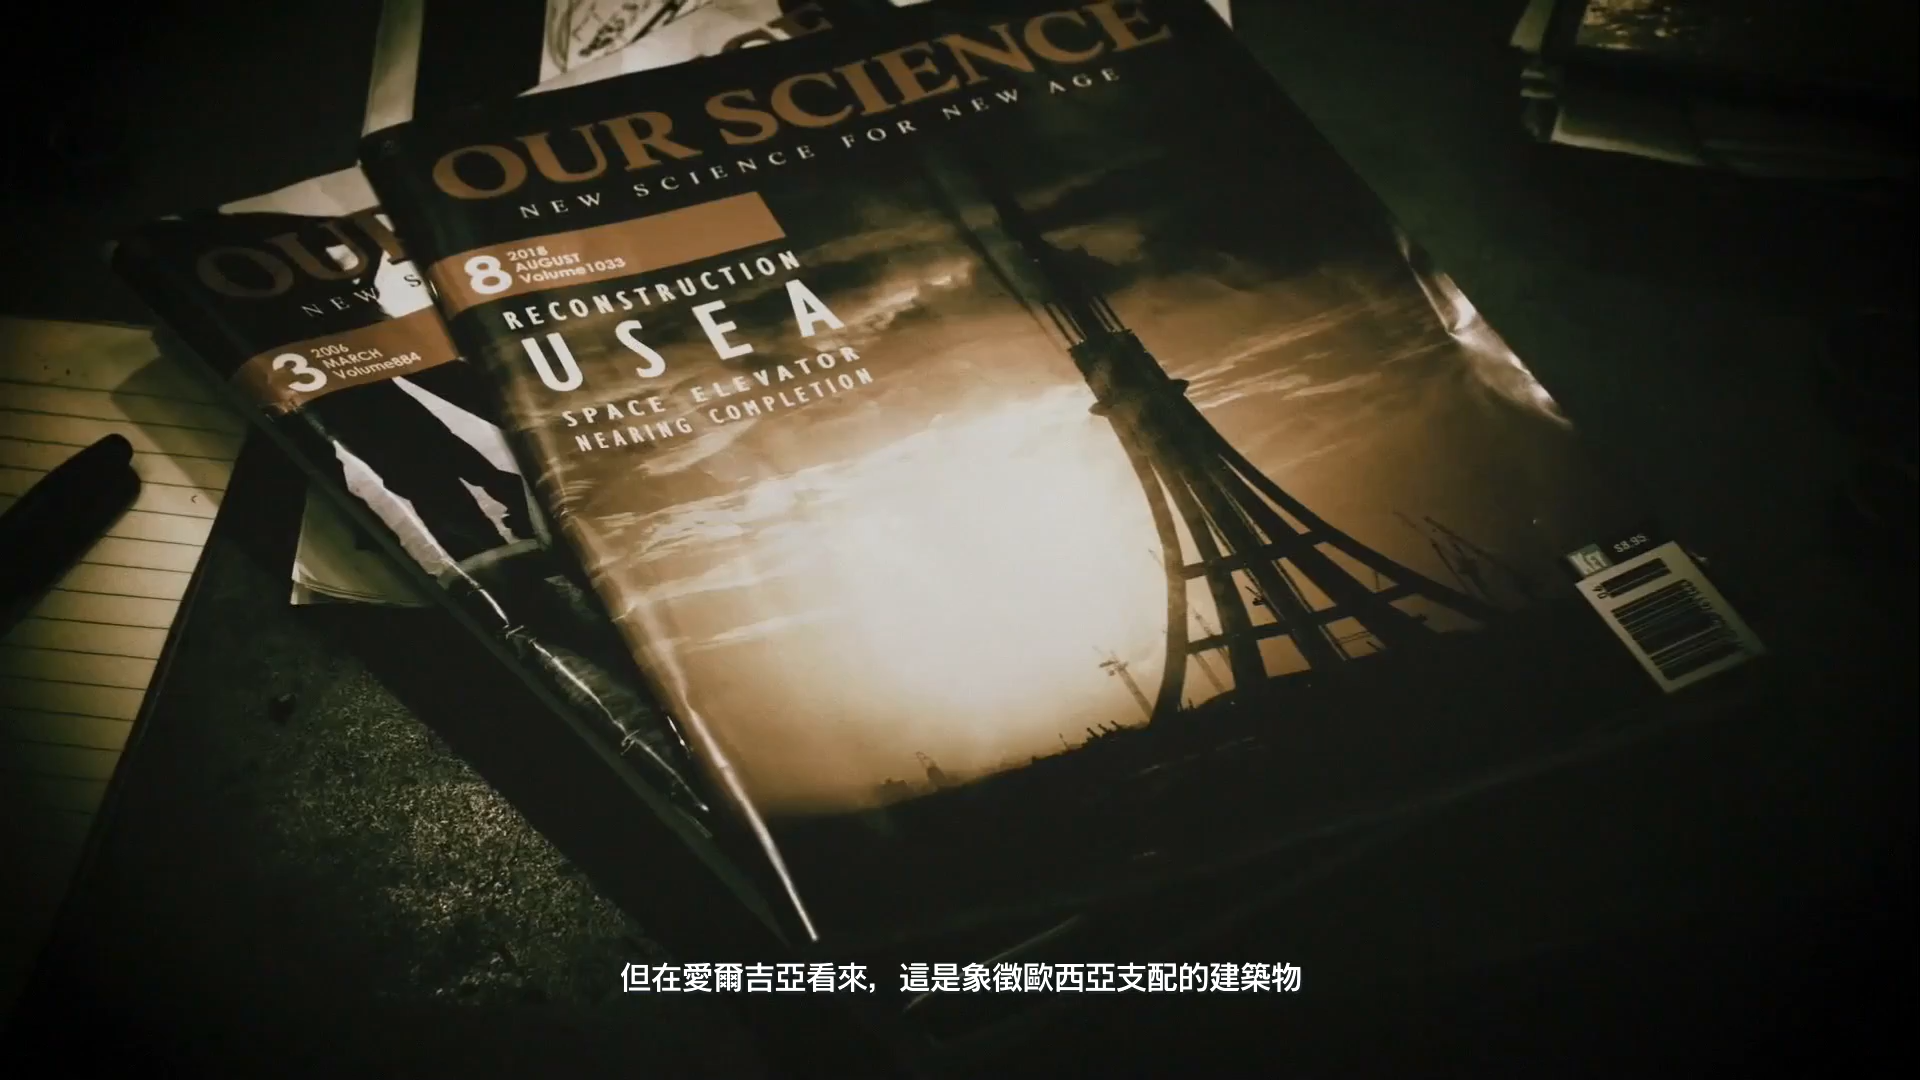 OUR SCIENCE
NEW SCIENCE FOR NEW AGE
8
2018
AUGUST
Volume1033
RECONSTRUCTION
USEA
SPACE ELEVATOR
NEARING COMPLETION
KEY
$8.95
OUR
NEW S
3
2006
MARCH
Volume884
但在愛爾吉亞看來，這是象徵歐西亞支配的建築物